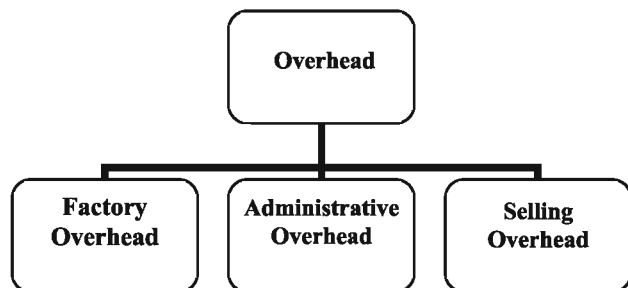 Overhead
Factory
Overhead
Administrative
Overhead
Selling
Overhead